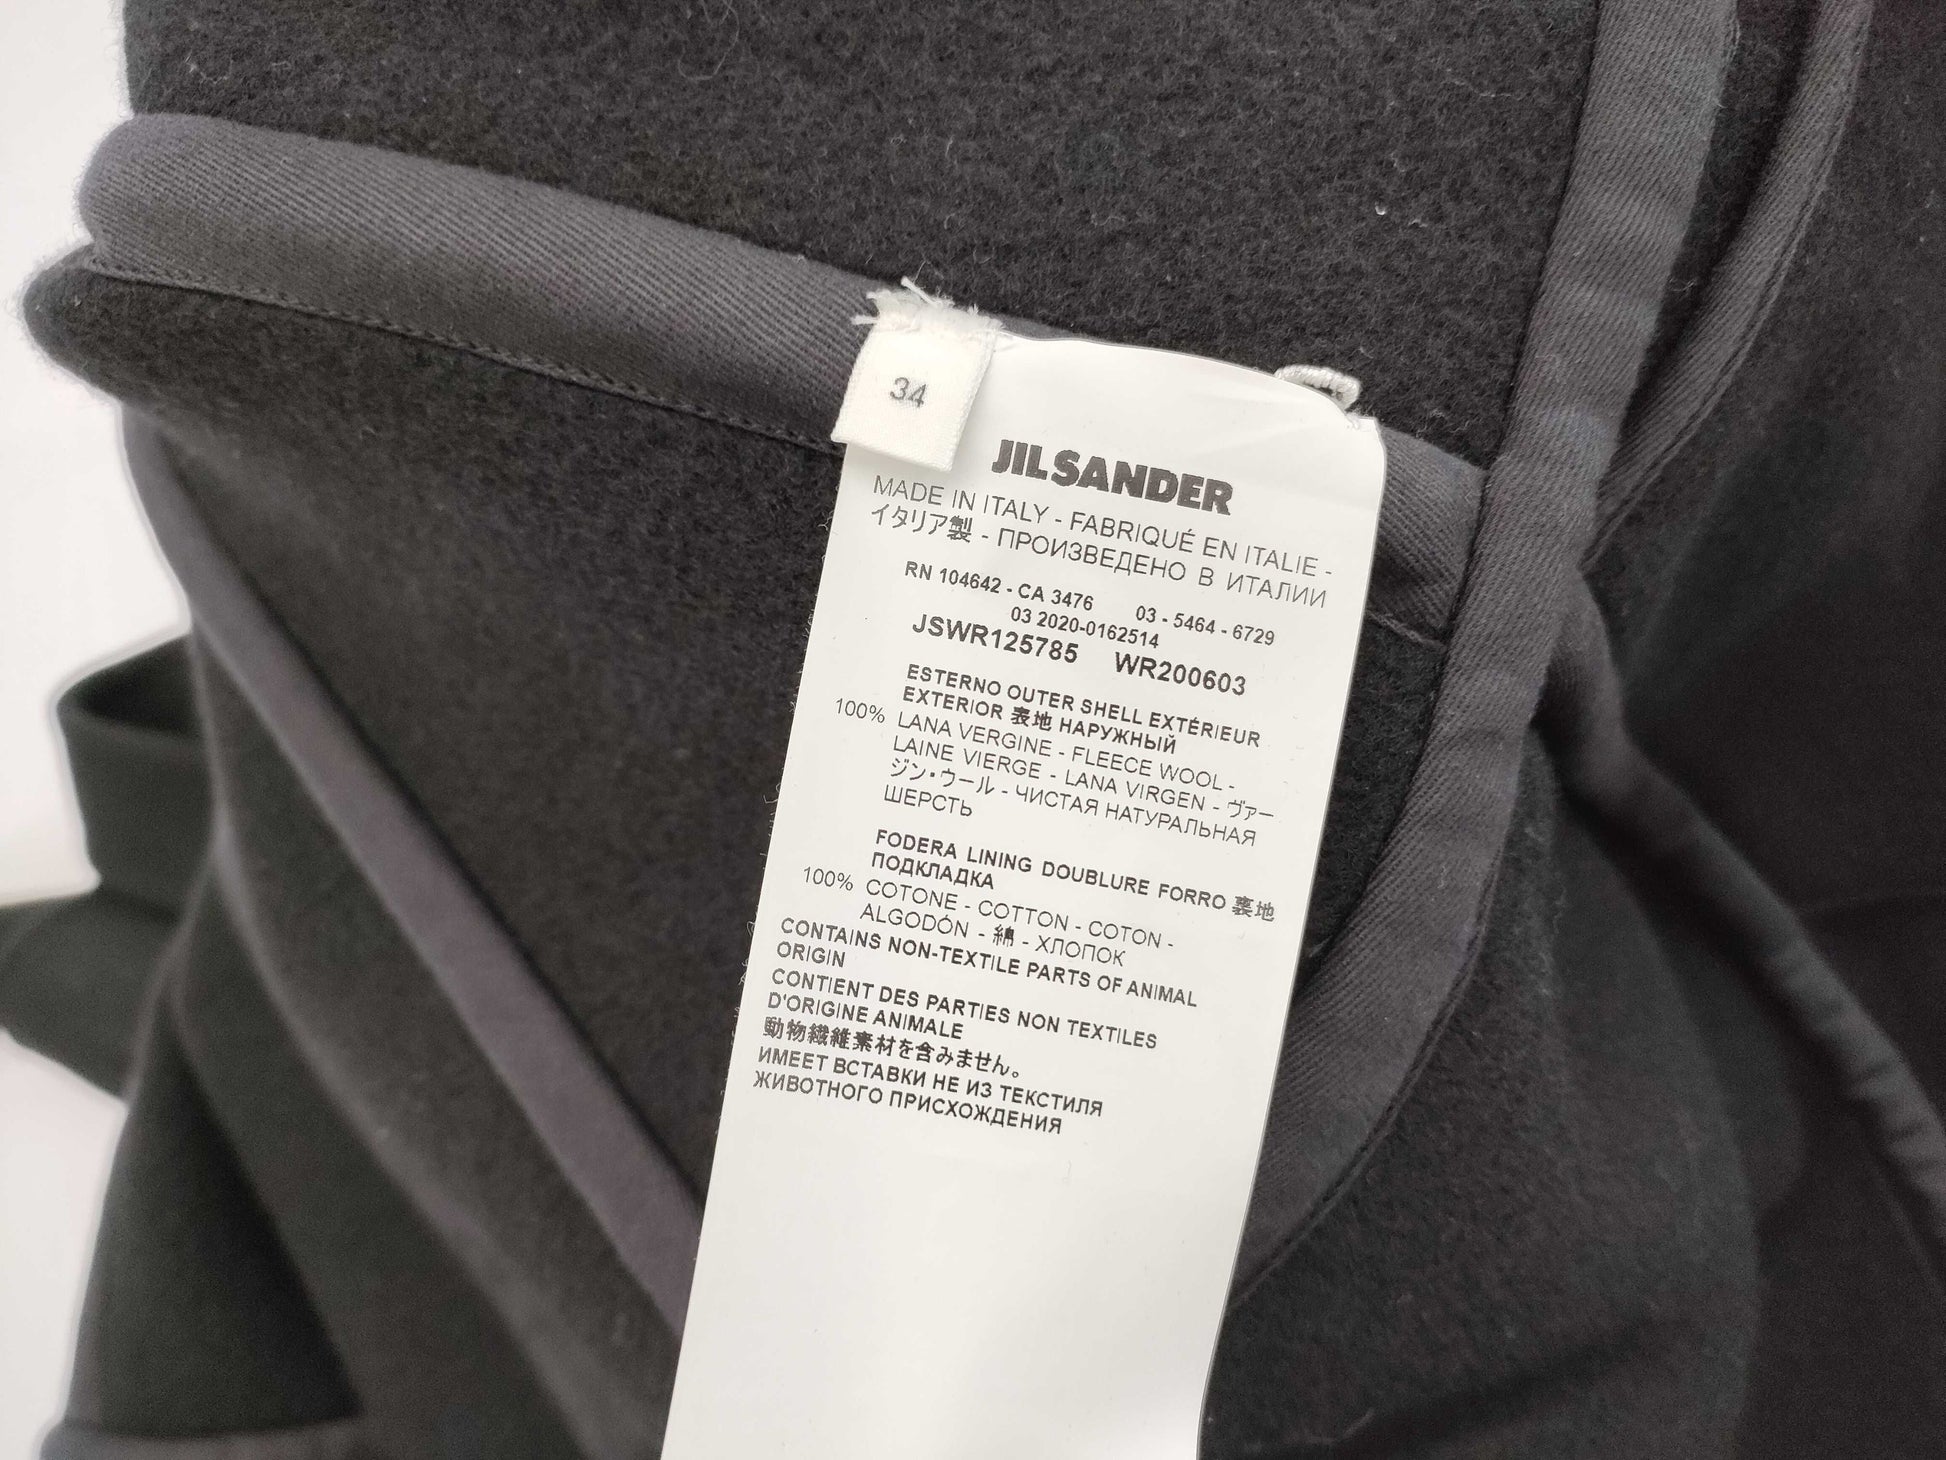 34
JIL SANDER
MADE IN ITALY - FABRIQUÉ EN ITALIE -
イタリア製 - ПРОИЗВЕДЕНО В ИТАЛИИ
RN 104642 - CA 3476 03 - 5464 - 6729
03 2020-0162514
JSWR125785 WR200603
ESTERNO OUTER SHELL EXTÉRIEUR
EXTERIOR 表地 НАРУЖНЫЙ
100% LANA VERGINE - FLEECE WOOL -
LAINE VIERGE - LANA VIRGEN - ヴァー
ジン・ウール - ЧИСТАЯ НАТУРАЛЬНАЯ
ШЕРСТЬ
FODERA LINING DOUBLURE FORRO 裏地
ПОДКЛАДКА
100% COTONE - COTTON - COTON -
ALGODÓN - 綿 - ХЛОПОК
CONTAINS NON-TEXTILE PARTS OF ANIMAL
ORIGIN
CONTIENT DES PARTIES NON TEXTILES
D'ORIGINE ANIMALE
動物繊維素材を含みません。
ИМЕЕТ ВСТАВКИ НЕ ИЗ ТЕКСТИЛЯ
ЖИВОТНОГО ПРИСХОЖДЕНИЯ